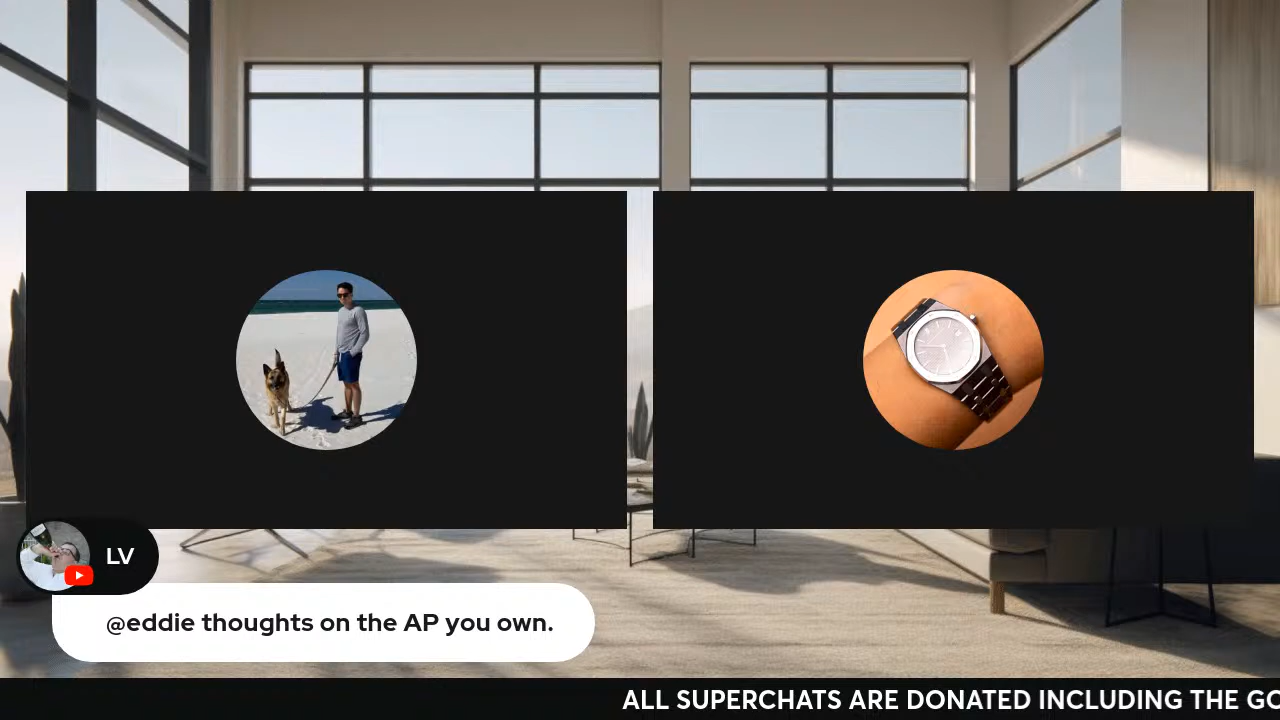 LV
@eddie thoughts on the AP you own.
ALL SUPERCHATS ARE DONATED INCLUDING THE